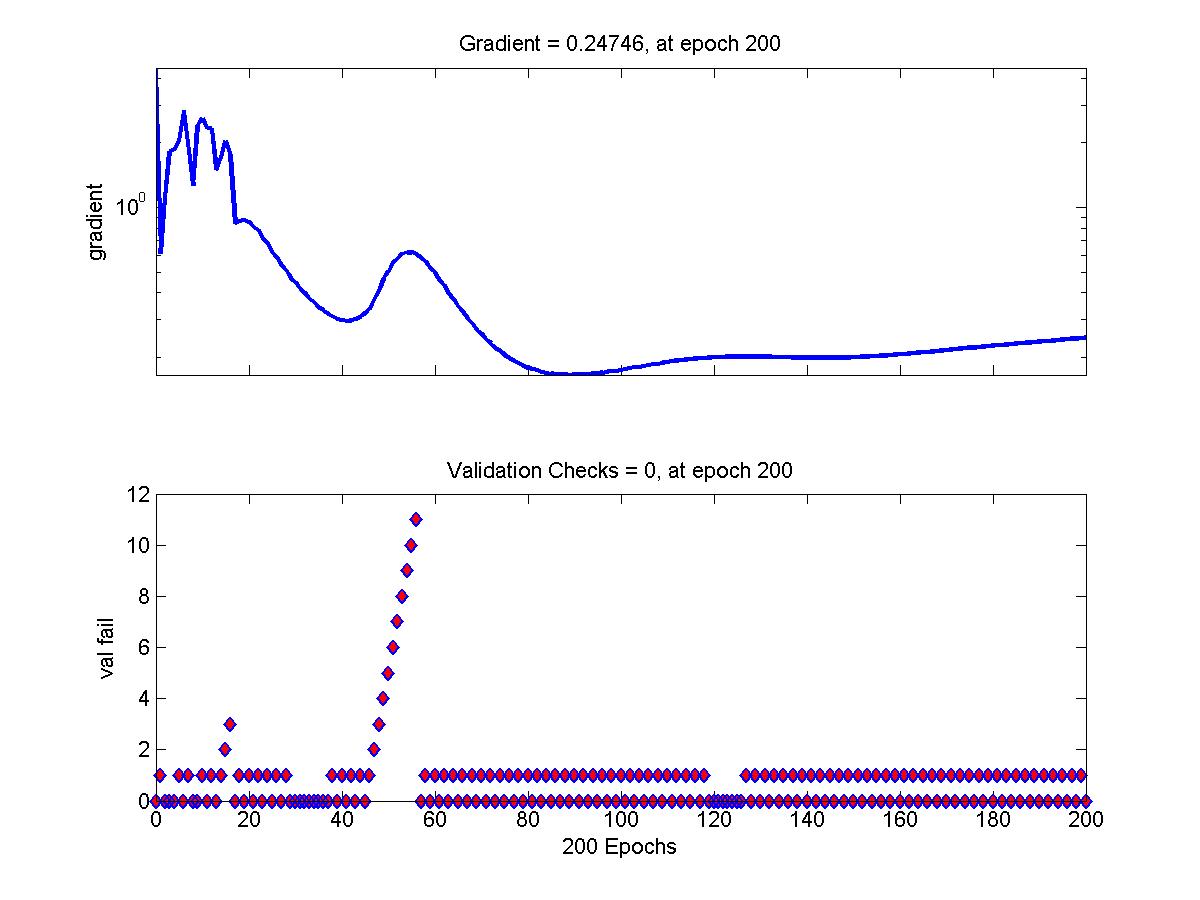 Gradient = 0.24746, at epoch 200
gradient
10^0
Validation Checks = 0, at epoch 200
12
10
8
6
4
2
0
val fail
0 20 40 60 80 100 120 140 160 180 200
200 Epochs